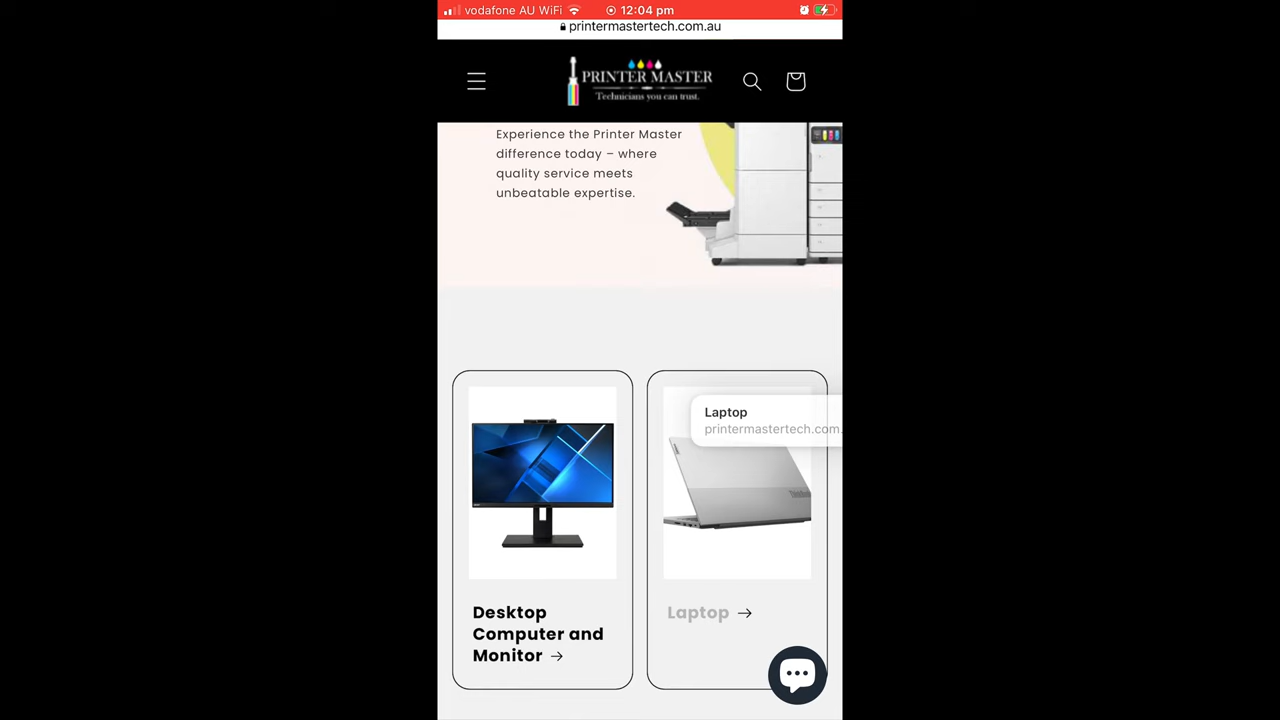 vodafone AU WiFi 12:04 pm
printermastertech.com.au
PRINTER MASTER
Technicians you can trust.
Experience the Printer Master
difference today – where
quality service meets
unbeatable expertise.
Laptop
printermastertech.com.
Desktop
Computer and
Monitor →
Laptop →